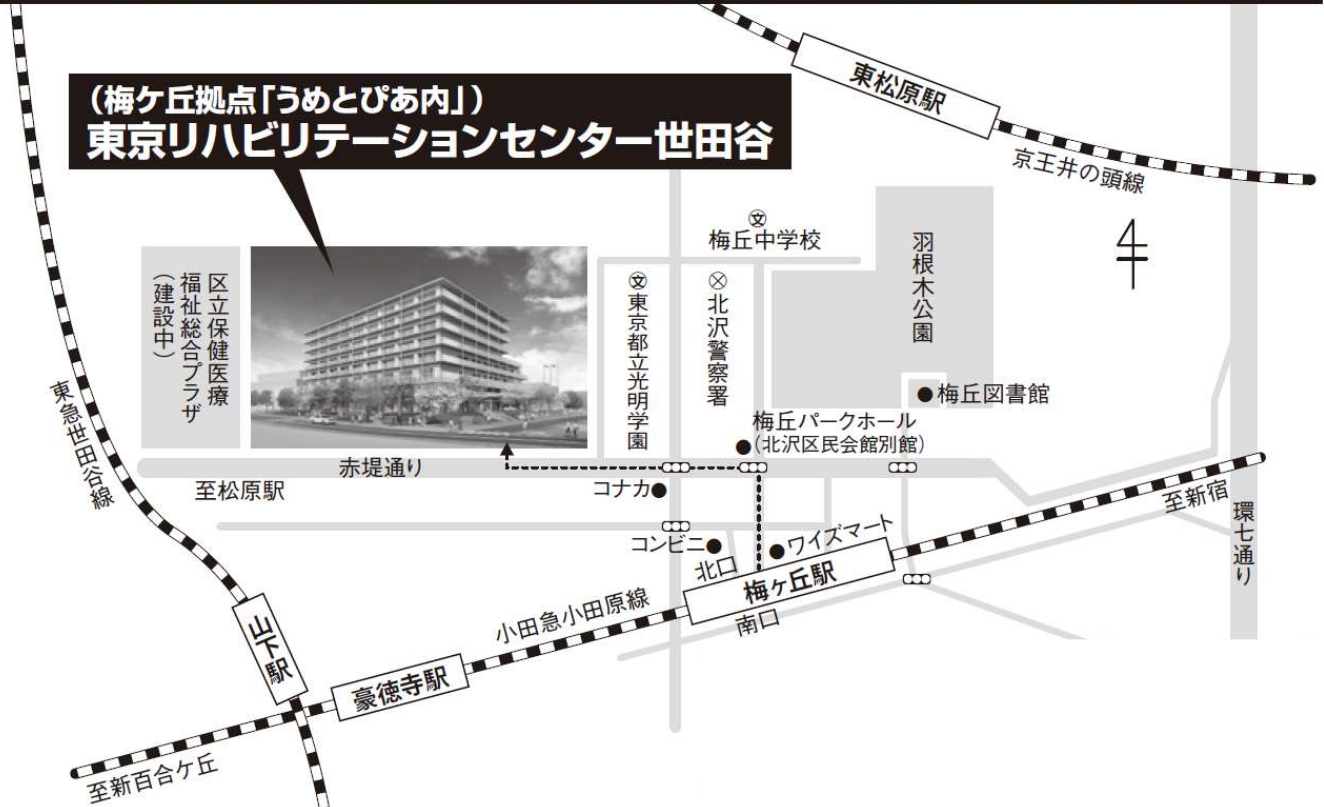 (梅ケ丘拠点「うめとぴあ内」)
東京リハビリテーションセンター世田谷
東松原駅
京王井の頭線
文
梅丘中学校
羽根木公園
区立保健医療
福祉総合プラザ
(建設中)
文
東京都立光明学園
北沢警察署
梅丘図書館
梅丘パークホール
(北沢区民会館別館)
東急世田谷線
赤堤通り
至松原駅
コナカ
コンビニ
ワイズマート
北口
梅ヶ丘駅
南口
至新宿
環七通り
小田急小田原線
山下駅
豪徳寺駅
至新百合ケ丘